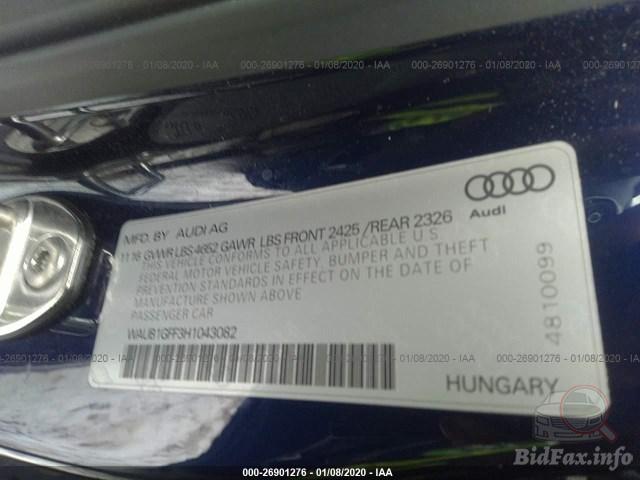 000-26901276 - 01/08/2020 - IAA
000-26901276 - 01/08/2020 - IAA
Audi
MFD. BY AUDI AG
11.16 GVWR LBS 4652 GAWR LBS FRONT 2425 /REAR 2326
THIS VEHICLE CONFORMS TO ALL APPLICABLE U.S
FEDERAL MOTOR VEHICLE SAFETY, BUMPER AND THEFT
PREVENTION STANDARDS IN EFFECT ON THE DATE OF
MANUFACTURE SHOWN ABOVE
PASSENGER CAR
WAUB1GFF3H1043082
4810099
HUNGARY
-26901276 - 01/08/2020 - IAA
000-26901276 - 01/08/2020 - IAA
000-26901276 - 01/08/2020 - IAA
000-26901276 - 01/08/2020 - IAA
BidFax.info